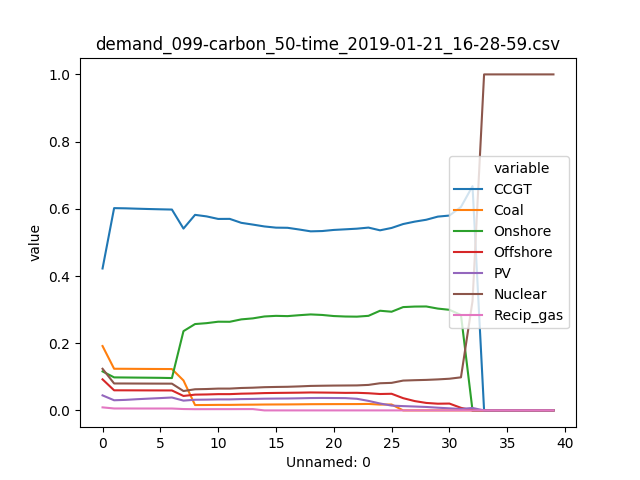 demand_099-carbon_50-time_2019-01-21_16-28-59.csv
1.0
0.8
0.6
0.4
0.2
0.0
value
variable
CCGT
Coal
Onshore
Offshore
PV
Nuclear
Recip_gas
0 5 10 15 20 25 30 35 40
Unnamed: 0